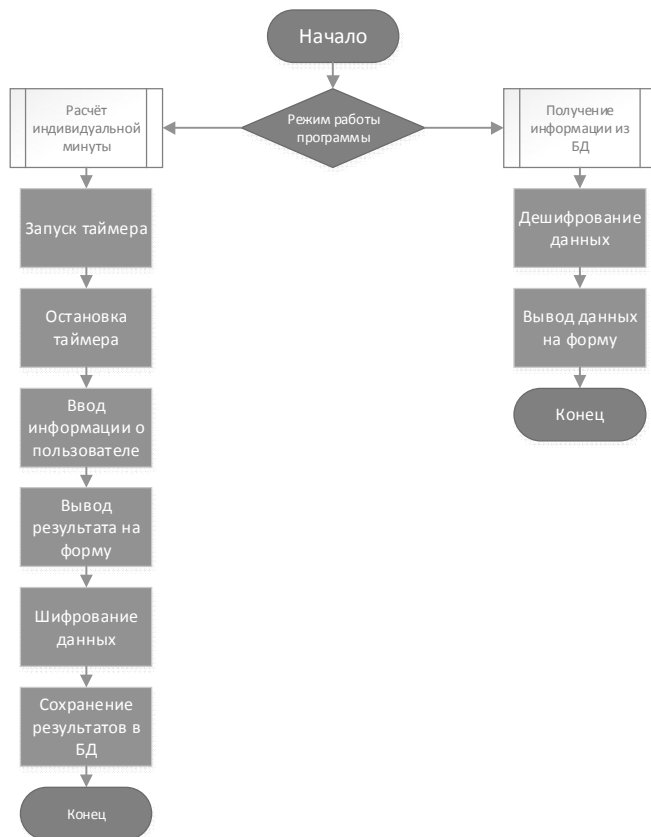 Начало
Режим работы
программы
Расчёт
индивидуальной
минуты
Запуск таймера
Остановка
таймера
Ввод
информации о
пользователе
Вывод
результата на
форму
Шифрование
данных
Сохранение
результатов в
БД
Конец
Получение
информации из
БД
Дешифрование
данных
Вывод данных
на форму
Конец